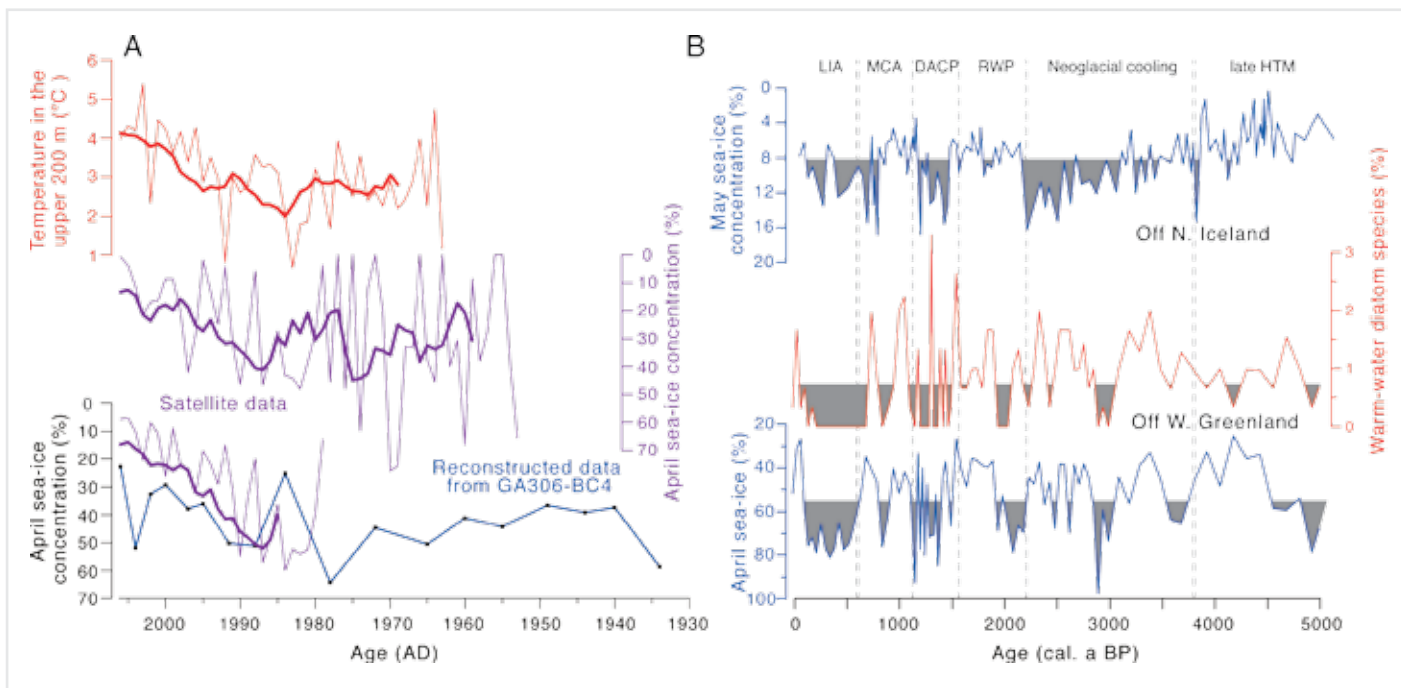 A
B
6
5
4
3
2
1
Temperature in the
upper 200 m (°C)
0
10
20
30
40
50
60
70
April sea-ice concentration (%)
Satellite data
0
10
20
30
40
50
60
70
April sea-ice
concentration (%)
Reconstructed data
from GA306-BC4
2000
1990
1980
1970
1960
1950
1940
1930
Age (AD)
LIA
MCA
DACP
RWP
Neoglacial cooling
late HTM
0
4
8
12
16
20
May sea-ice
concentration (%)
Off N. Iceland
3
2
1
0
Warm-water diatom species (%)
Off W. Greenland
20
40
60
80
100
April sea-ice (%)
0
1000
2000
3000
4000
5000
Age (cal. a BP)